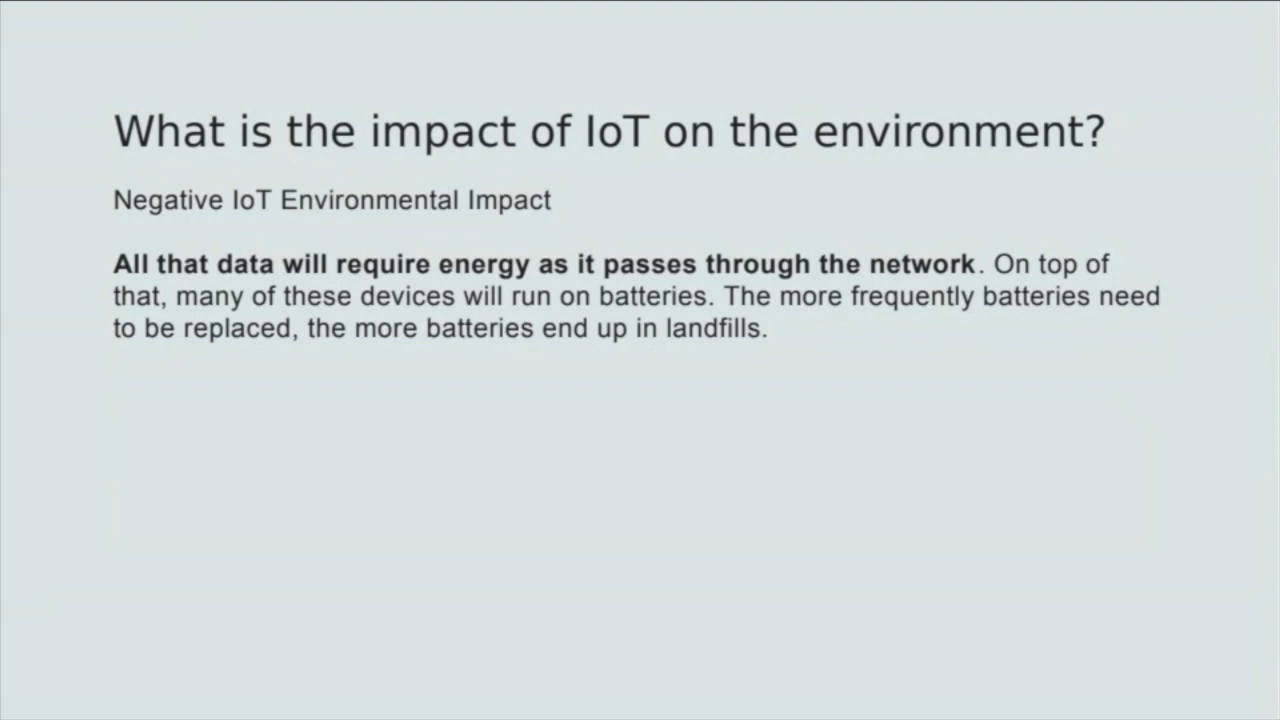 What is the impact of IoT on the environment?
Negative IoT Environmental Impact
All that data will require energy as it passes through the network. On top of
that, many of these devices will run on batteries. The more frequently batteries need
to be replaced, the more batteries end up in landfills.